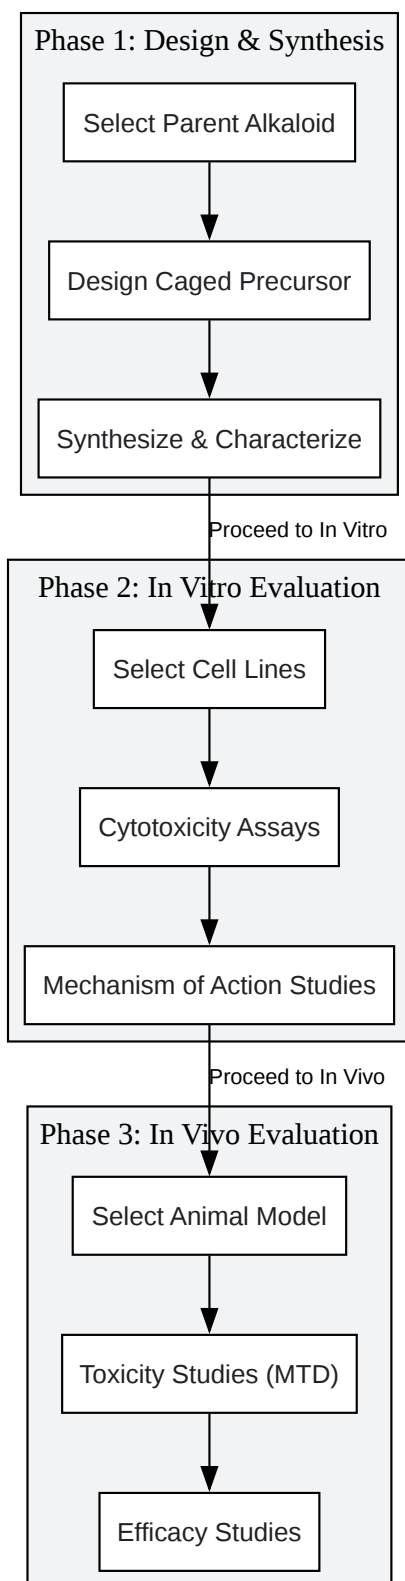 Phase 1: Design & Synthesis
Select Parent Alkaloid
Design Caged Precursor
Synthesize & Characterize
Proceed to In Vitro
Phase 2: In Vitro Evaluation
Select Cell Lines
Cytotoxicity Assays
Mechanism of Action Studies
Proceed to In Vivo
Phase 3: In Vivo Evaluation
Select Animal Model
Toxicity Studies (MTD)
Efficacy Studies